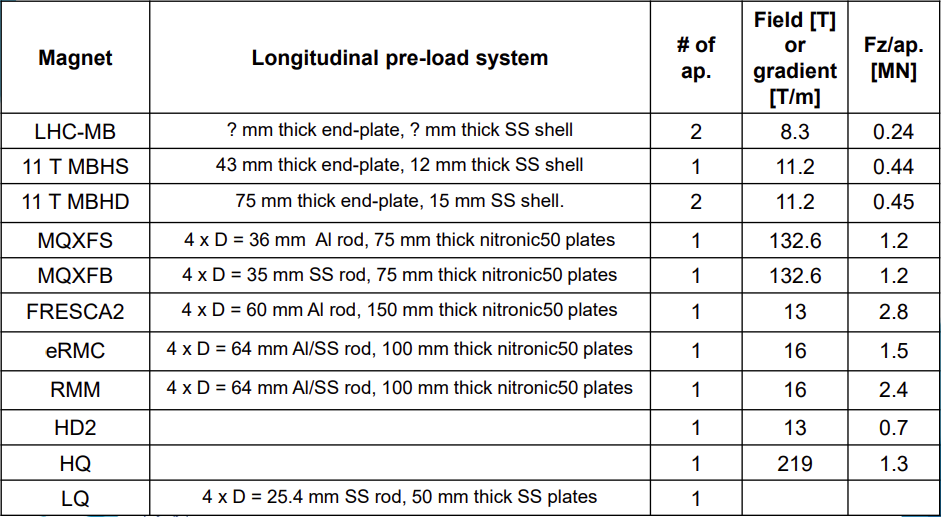 Magnet Longitudinal pre-load system # of ap. Field [T] or gradient [T/m] Fz/ap. [MN]
LHC-MB ? mm thick end-plate, ? mm thick SS shell 2 8.3 0.24
11 T MBHS 43 mm thick end-plate, 12 mm thick SS shell 1 11.2 0.44
11 T MBHD 75 mm thick end-plate, 15 mm SS shell. 2 11.2 0.45
MQXFS 4 x D = 36 mm Al rod, 75 mm thick nitronic50 plates 1 132.6 1.2
MQXFB 4 x D = 35 mm SS rod, 75 mm thick nitronic50 plates 1 132.6 1.2
FRESCA2 4 x D = 60 mm Al rod, 150 mm thick nitronic50 plates 1 13 2.8
eRMC 4 x D = 64 mm Al/SS rod, 100 mm thick nitronic50 plates 1 16 1.5
RMM 4 x D = 64 mm Al/SS rod, 100 mm thick nitronic50 plates 1 16 2.4
HD2 1 13 0.7
HQ 1 219 1.3
LQ 4 x D = 25.4 mm SS rod, 50 mm thick SS plates 1